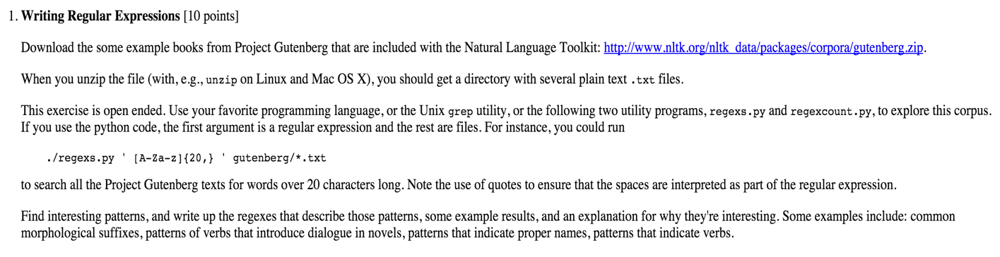 1. Writing Regular Expressions [10 points]
Download the some example books from Project Gutenberg that are included with the Natural Language Toolkit: http://www.nltk.org/nltk_data/packages/corpora/gutenberg.zip.
When you unzip the file (with, e.g., unzip on Linux and Mac OS X), you should get a directory with several plain text .txt files.
This exercise is open ended. Use your favorite programming language, or the Unix grep utility, or the following two utility programs, regexs.py and regexcount.py, to explore this corpus.
If you use the python code, the first argument is a regular expression and the rest are files. For instance, you could run
./regexs.py ' [A-Za-z]{20,} ' gutenberg/*.txt
to search all the Project Gutenberg texts for words over 20 characters long. Note the use of quotes to ensure that the spaces are interpreted as part of the regular expression.
Find interesting patterns, and write up the regexes that describe those patterns, some example results, and an explanation for why they're interesting. Some examples include: common
morphological suffixes, patterns of verbs that introduce dialogue in novels, patterns that indicate proper names, patterns that indicate verbs.